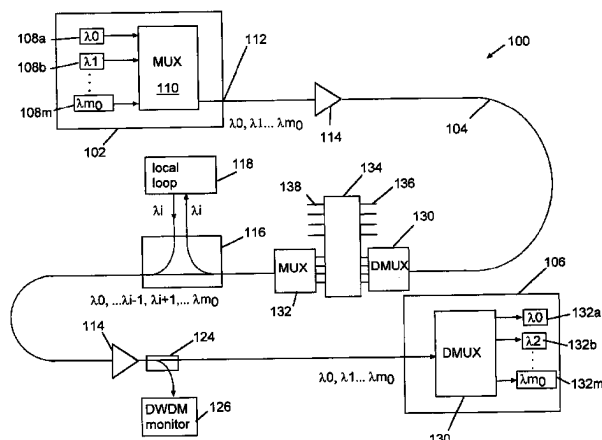 108a
λ0
108b
λ1
108m
λm0
MUX
110
112
102
λ0, λ1... λm0
114
104
100
local
loop
118
λi
λi
116
138
134
136
130
MUX
132
DMUX
λ0, ...λi-1, λi+1,... λm0
106
114
124
λ0, λ1... λm0
DMUX
λ0
132a
λ2
132b
λm0
132m
DWDM
monitor
126
130